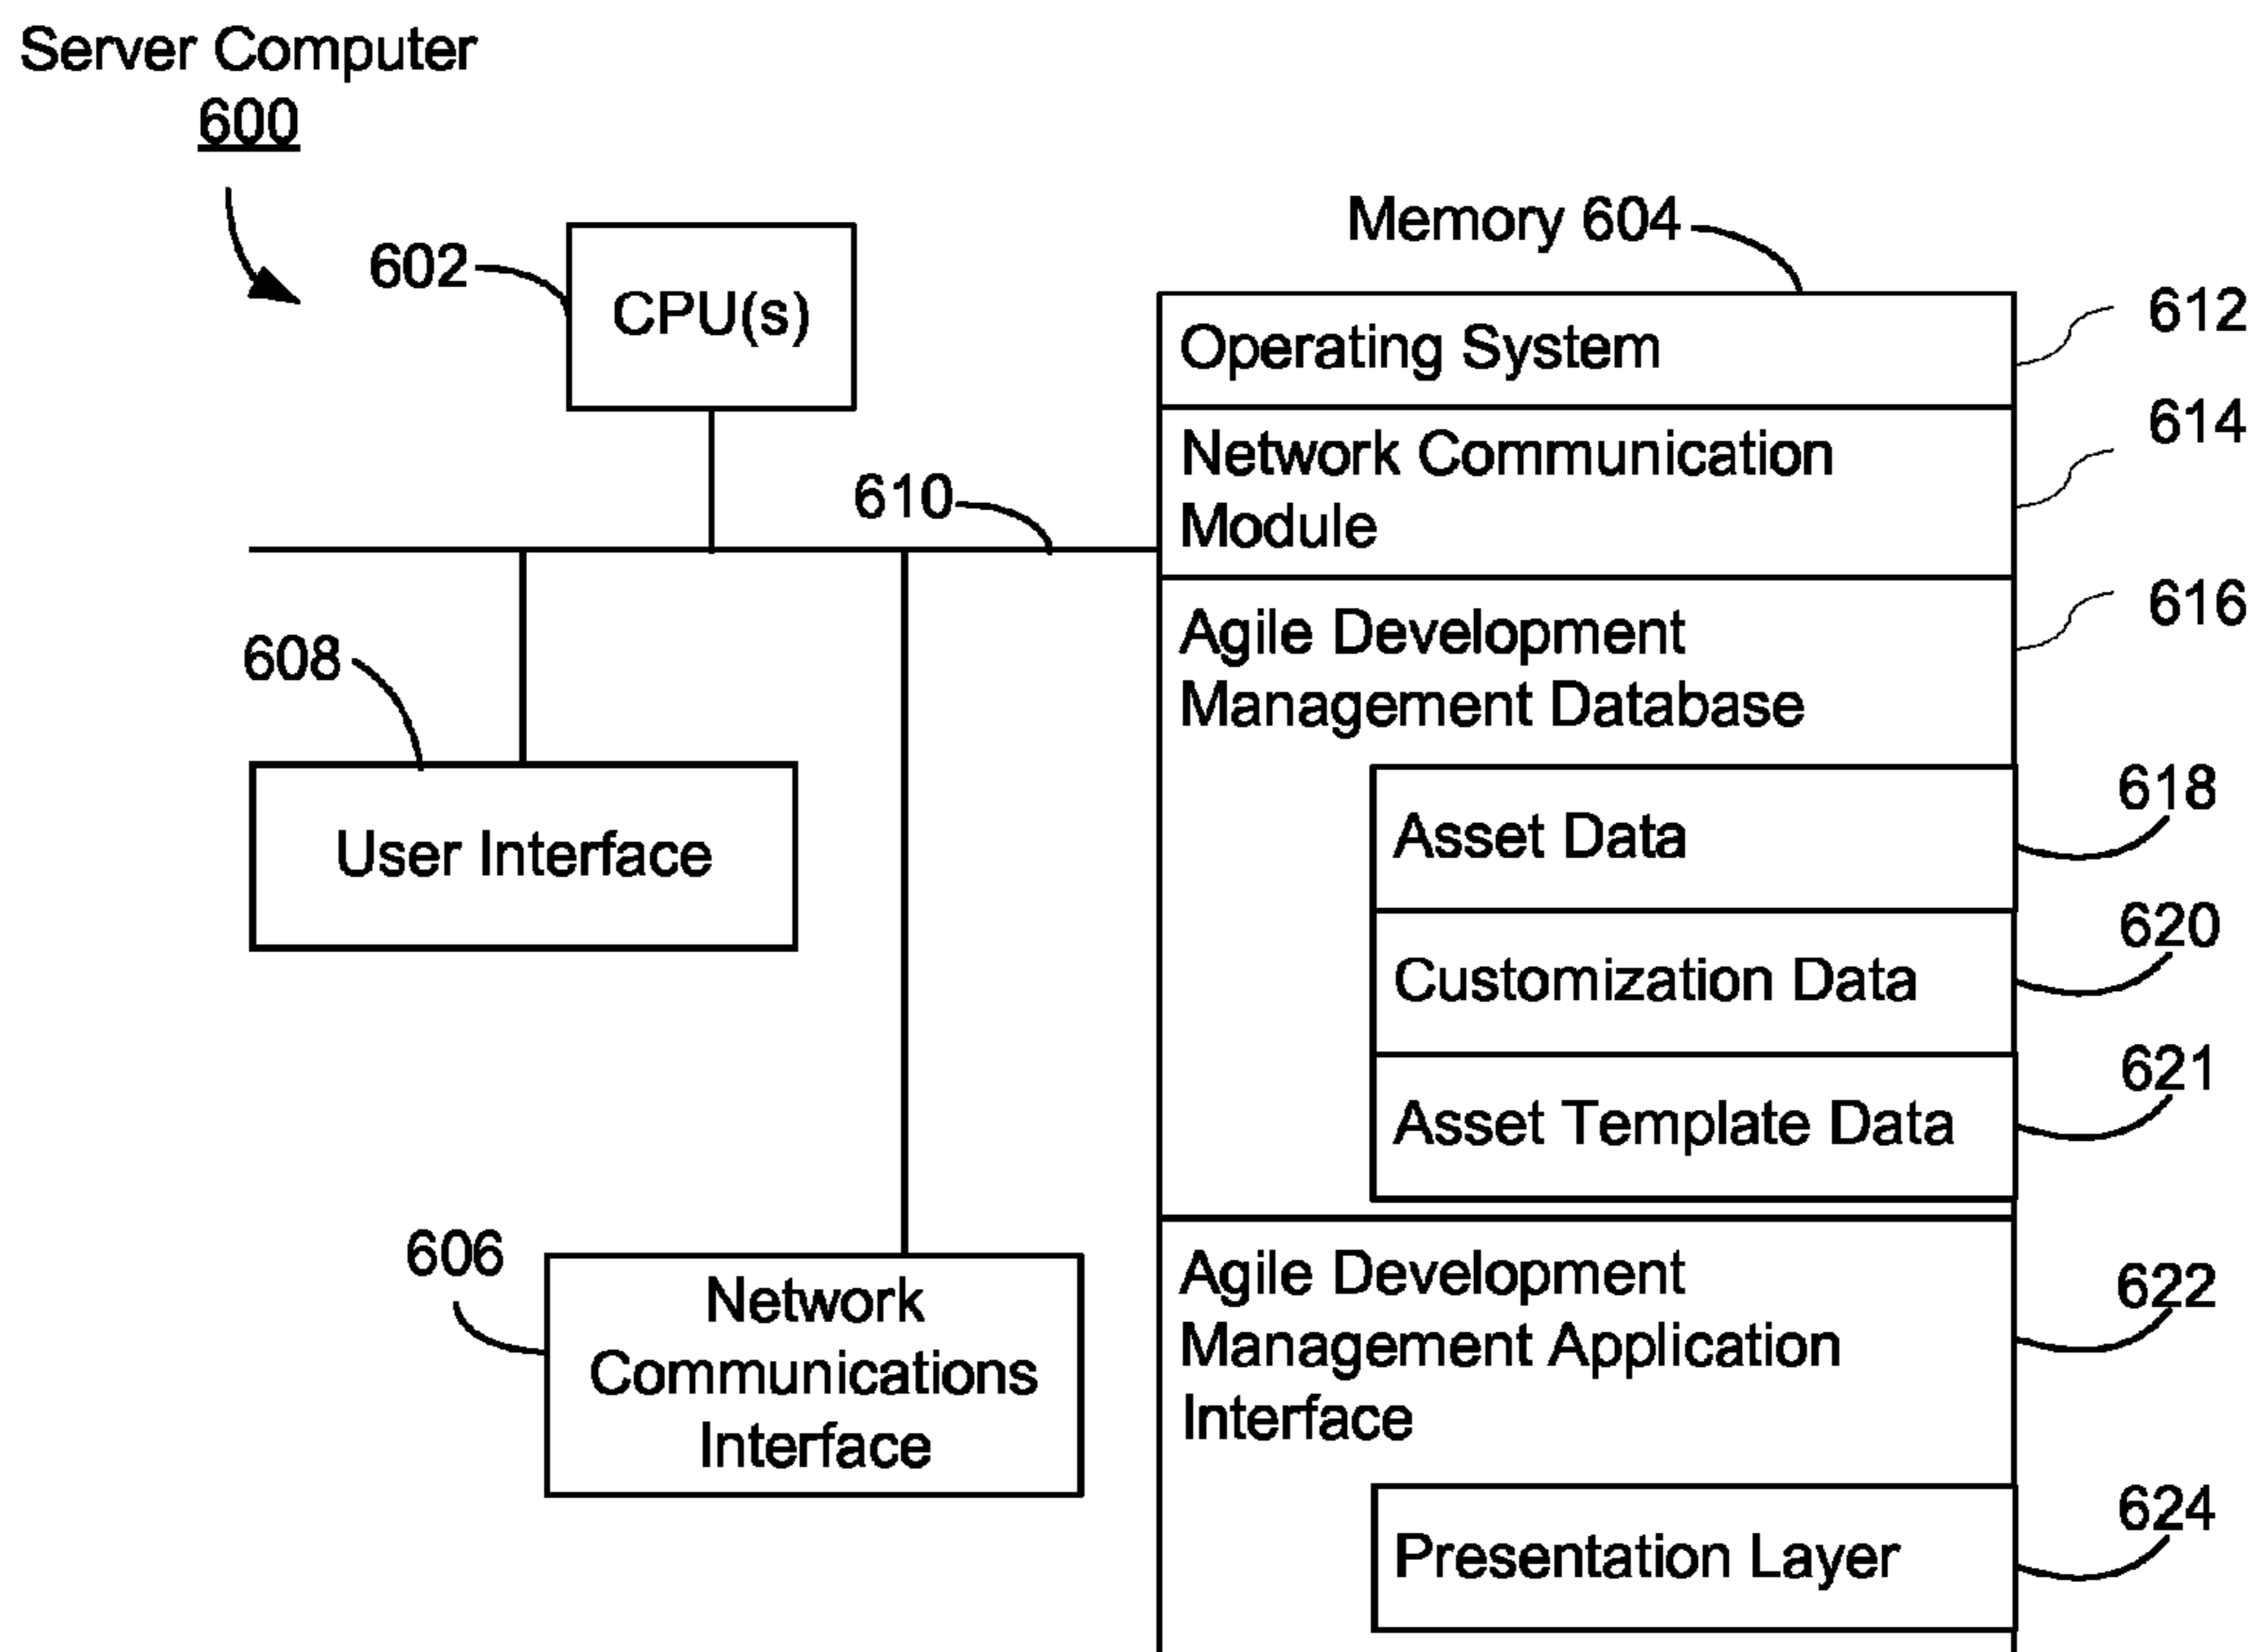 Server Computer
600
602
CPU(s)
610
608
User Interface
606
Network
Communications
Interface
Memory 604
Operating System
612
Network Communication
Module
614
Agile Development
Management Database
616
Asset Data
618
Customization Data
620
Asset Template Data
621
Agile Development
Management Application
Interface
622
Presentation Layer
624